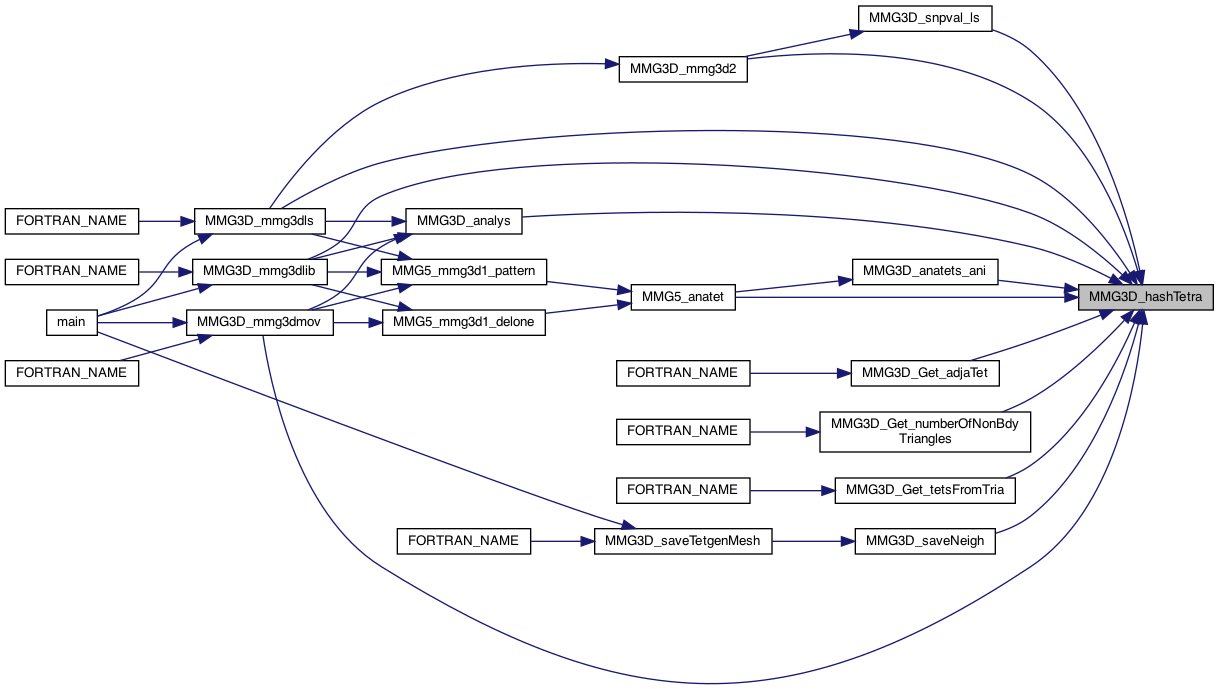 MMG3D_snpval_ls
MMG3D_mmg3d2
FORTRAN_NAME
MMG3D_mmg3dls
MMG3D_analys
FORTRAN_NAME
MMG3D_mmg3dlib
MMG5_mmg3d1_pattern
MMG3D_anatets_ani
main
MMG3D_mmg3dmov
MMG5_mmg3d1_delone
MMG5_anatet
MMG3D_hashTetra
FORTRAN_NAME
FORTRAN_NAME
MMG3D_Get_adjaTet
FORTRAN_NAME
MMG3D_Get_numberOfNonBdy
Triangles
FORTRAN_NAME
MMG3D_Get_tetsFromTria
FORTRAN_NAME
MMG3D_saveTetgenMesh
MMG3D_saveNeigh